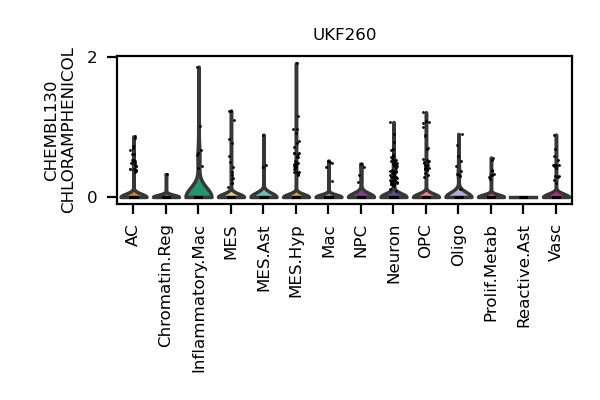 UKF260
CHEMBL130
CHLORAMPHENICOL
2
0
AC
Chromatin.Reg
Inflammatory.Mac
MES
MES.Ast
MES.Hyp
Mac
NPC
Neuron
OPC
Oligo
Prolif.Metab
Reactive.Ast
Vasc